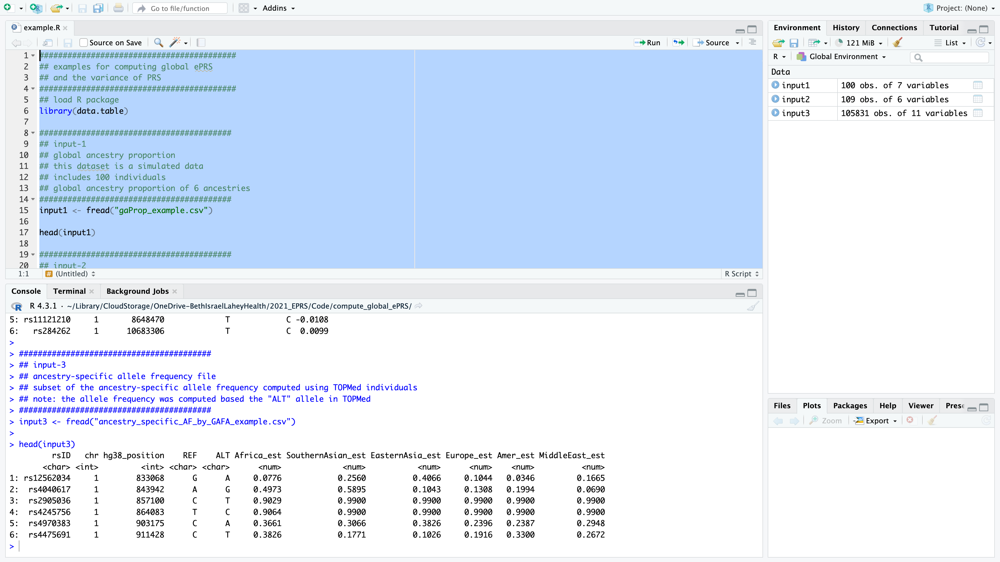 Go to file/function Addins Project: (None)
example.R
Source on Save Run Source
1 ##########################################
2 ## examples for computing global ePRS
3 ## and the variance of PRS
4 ##########################################
5 ## load R package
6 library(data.table)
7
8 #########################################
9 ## input-1
10 ## global ancestry proportion
11 ## this dataset is a simulated data
12 ## includes 100 individuals
13 ## global ancestry proportion of 6 ancestries
14 #########################################
15 input1 <- fread("gaProp_example.csv")
16
17 head(input1)
18
19 #########################################
20 ## input-2
1:1 # (Untitled) R Script
Console Terminal Background Jobs
R 4.3.1 · ~/Library/CloudStorage/OneDrive-BethIsraelLaheyHealth/2021_EPRS/Code/compute_global_ePRS/
5: rs11121210 1 8648470 T C -0.0108
6: rs284262 1 10683306 T C 0.0099
>
> #########################################
> ## input-3
> ## ancestry-specific allele frequency file
> ## subset of the ancestry-specific allele frequency computed using TOPMed individuals
> ## note: the allele frequency was computed based the "ALT" allele in TOPMed
> #########################################
> input3 <- fread("ancestry_specific_AF_by_GAFA_example.csv")
>
> head(input3)
rsID chr hg38_position REF ALT Africa_est SouthernAsian_est EasternAsia_est Europe_est Amer_est MiddleEast_est
<char> <int> <int> <char> <char> <num> <num> <num> <num> <num> <num>
1: rs12562034 1 833068 G A 0.0776 0.2560 0.4066 0.1044 0.0346 0.1665
2: rs4040617 1 843942 A G 0.4973 0.5895 0.1043 0.1308 0.1994 0.0690
3: rs2905036 1 857100 C T 0.9029 0.9900 0.9900 0.9900 0.9900 0.9900
4: rs4245756 1 864083 T C 0.9064 0.9900 0.9900 0.9900 0.9900 0.9900
5: rs4970383 1 903175 C A 0.3661 0.3066 0.3826 0.2396 0.2387 0.2948
6: rs4475691 1 911428 C T 0.3826 0.1771 0.1026 0.1916 0.3300 0.2672
>
Environment History Connections Tutorial
121 MiB List
R Global Environment
Data
input1 100 obs. of 7 variables
input2 109 obs. of 6 variables
input3 105831 obs. of 11 variables
Files Plots Packages Help Viewer Prese
Zoom Export